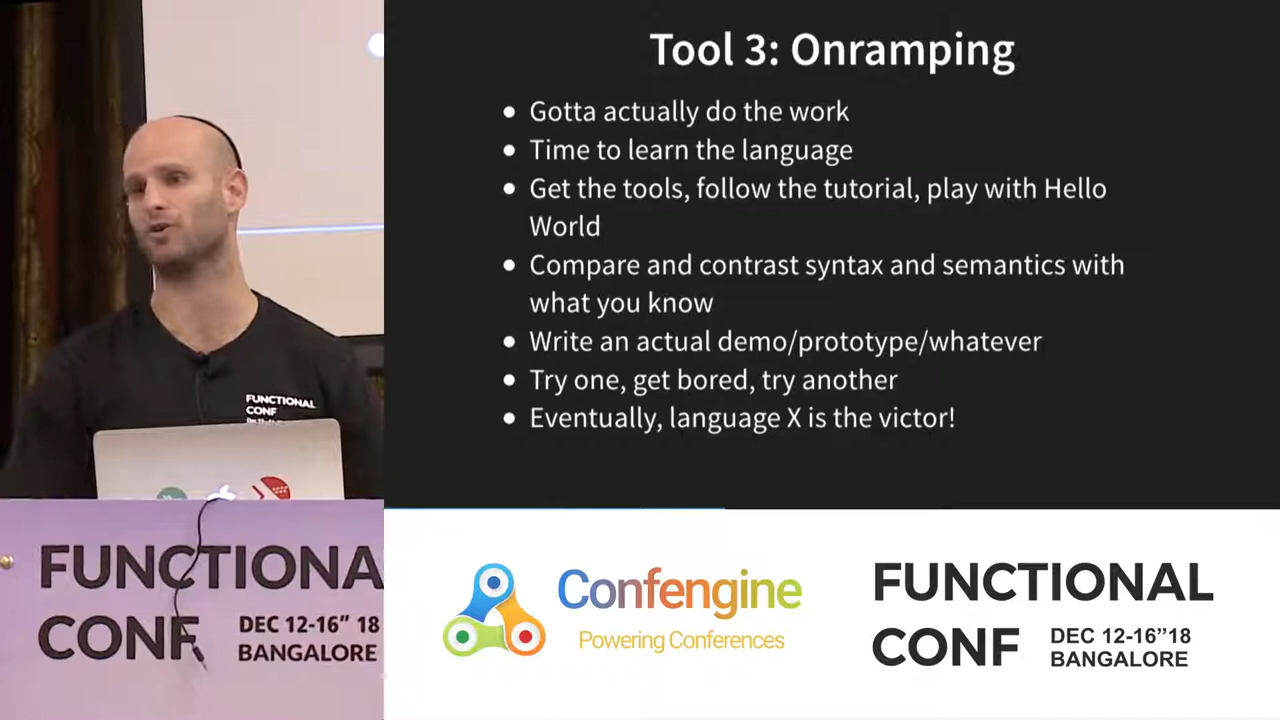 Tool 3: Onramping
• Gotta actually do the work
• Time to learn the language
• Get the tools, follow the tutorial, play with Hello
World
• Compare and contrast syntax and semantics with
what you know
• Write an actual demo/prototype/whatever
• Try one, get bored, try another
• Eventually, language X is the victor!
FUNCTIONAL
CONF
FUNCTIONA
CONF
DEC 12-16" 18
BANGALORE
Confengine
Powering Conferences
FUNCTIONAL
CONF
DEC 12-16"18
BANGALORE